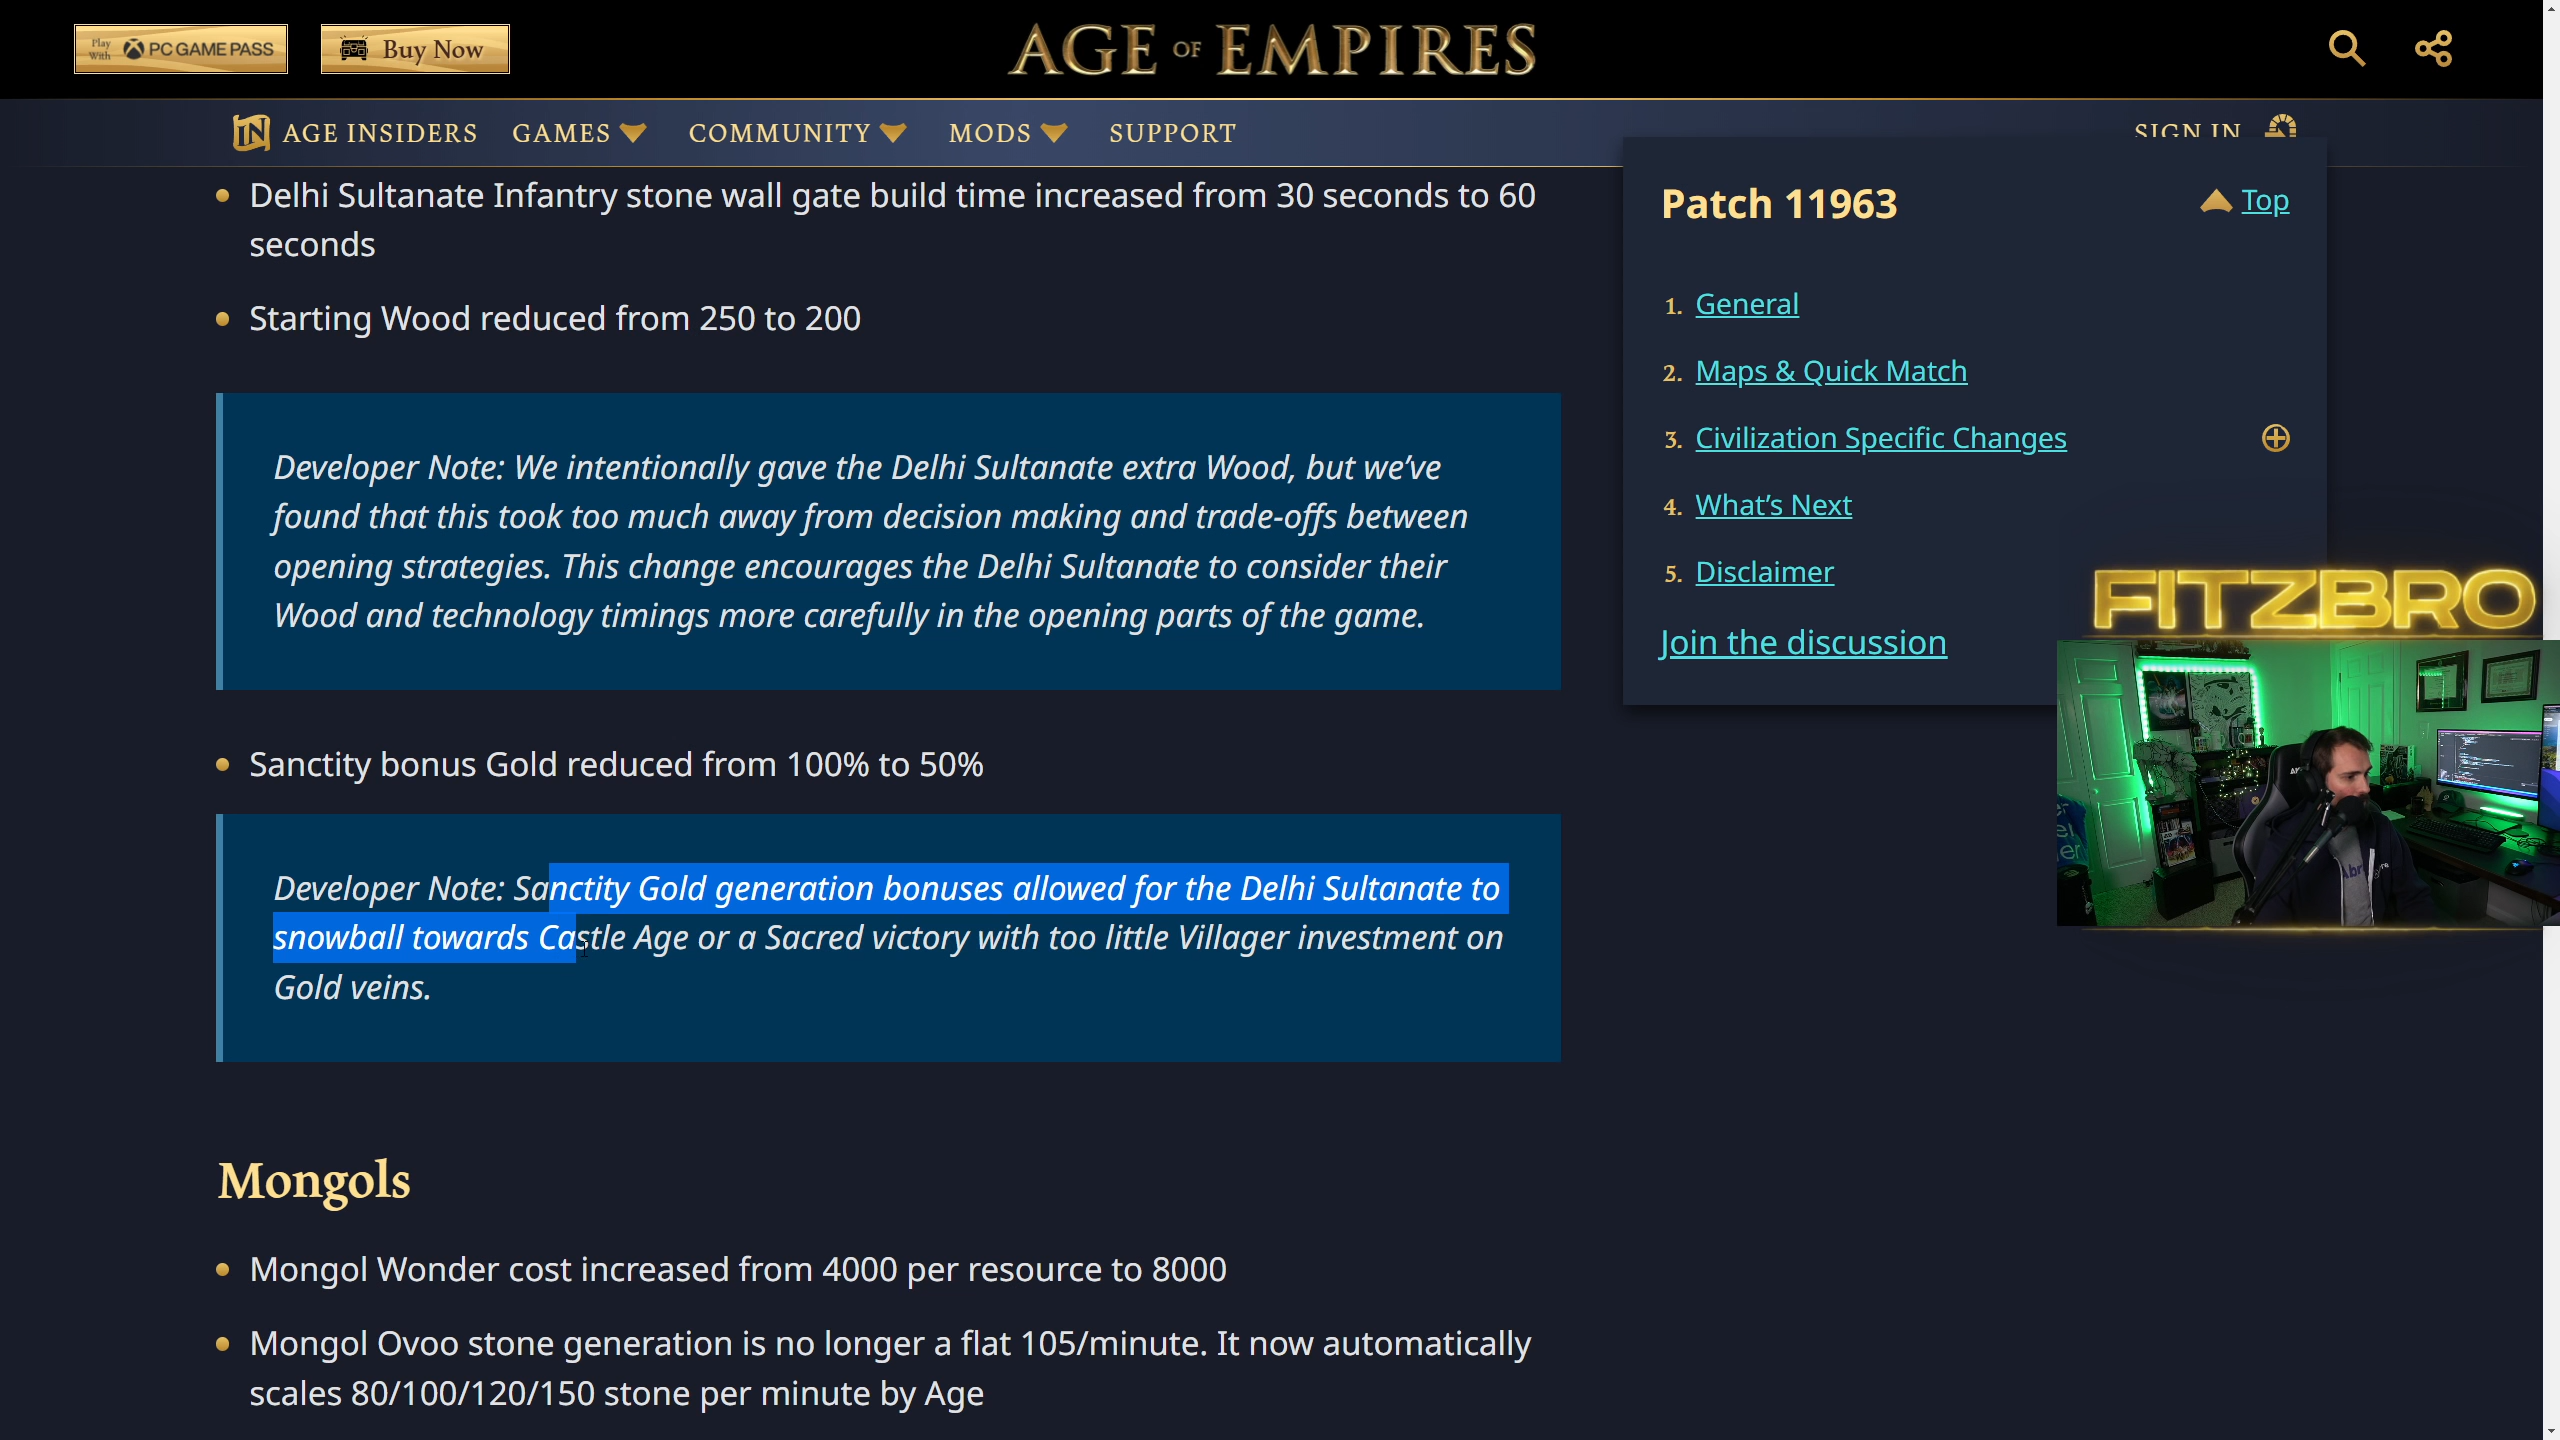 Play With PC GAME PASS
Buy Now
AGE OF EMPIRES
IN AGE INSIDERS GAMES COMMUNITY MODS SUPPORT SIGN IN
Delhi Sultanate Infantry stone wall gate build time increased from 30 seconds to 60
seconds
Starting Wood reduced from 250 to 200
Developer Note: We intentionally gave the Delhi Sultanate extra Wood, but we’ve
found that this took too much away from decision making and trade-offs between
opening strategies. This change encourages the Delhi Sultanate to consider their
Wood and technology timings more carefully in the opening parts of the game.
Sanctity bonus Gold reduced from 100% to 50%
Developer Note: Sanctity Gold generation bonuses allowed for the Delhi Sultanate to
snowball towards Castle Age or a Sacred victory with too little Villager investment on
Gold veins.
Mongols
Mongol Wonder cost increased from 4000 per resource to 8000
Mongol Ovoo stone generation is no longer a flat 105/minute. It now automatically
scales 80/100/120/150 stone per minute by Age
Patch 11963
Top
1. General
2. Maps & Quick Match
3. Civilization Specific Changes
4. What’s Next
5. Disclaimer
Join the discussion
FITZBRO